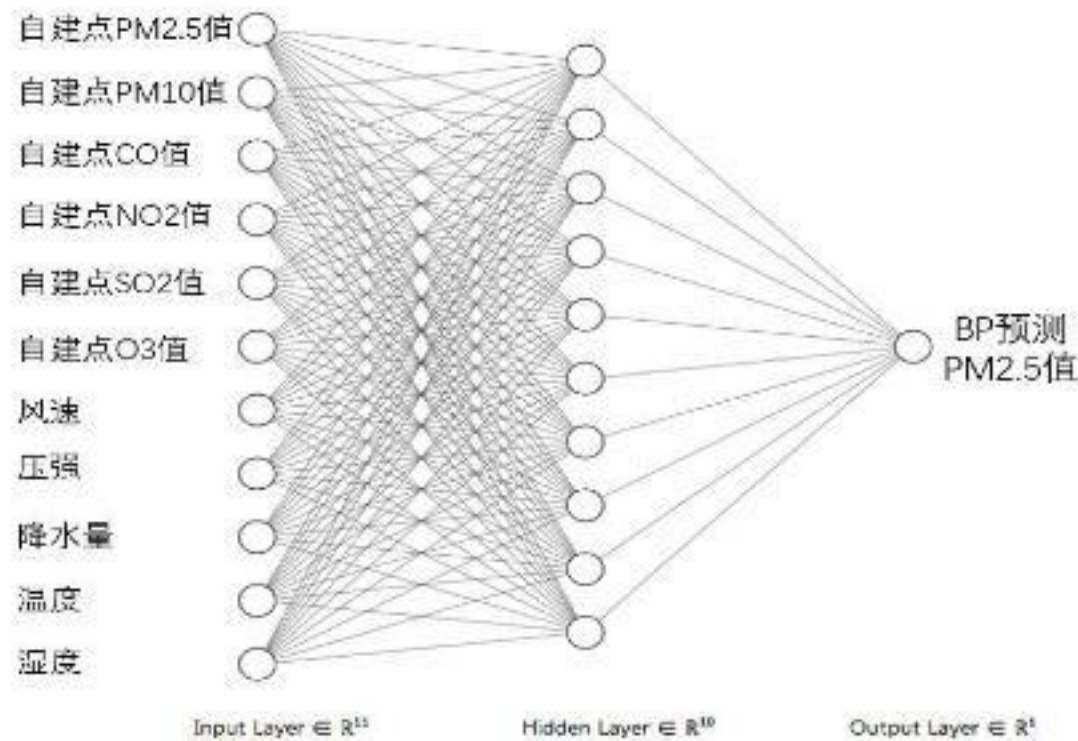 自建点PM2.5值
自建点PM10值
自建点CO值
自建点NO2值
自建点SO2值
自建点O3值
风速
压强
降水量
温度
湿度
BP预测
PM2.5值
Input Layer ∈ ℝ¹¹
Hidden Layer ∈ ℝ¹⁰
Output Layer ∈ ℝ¹